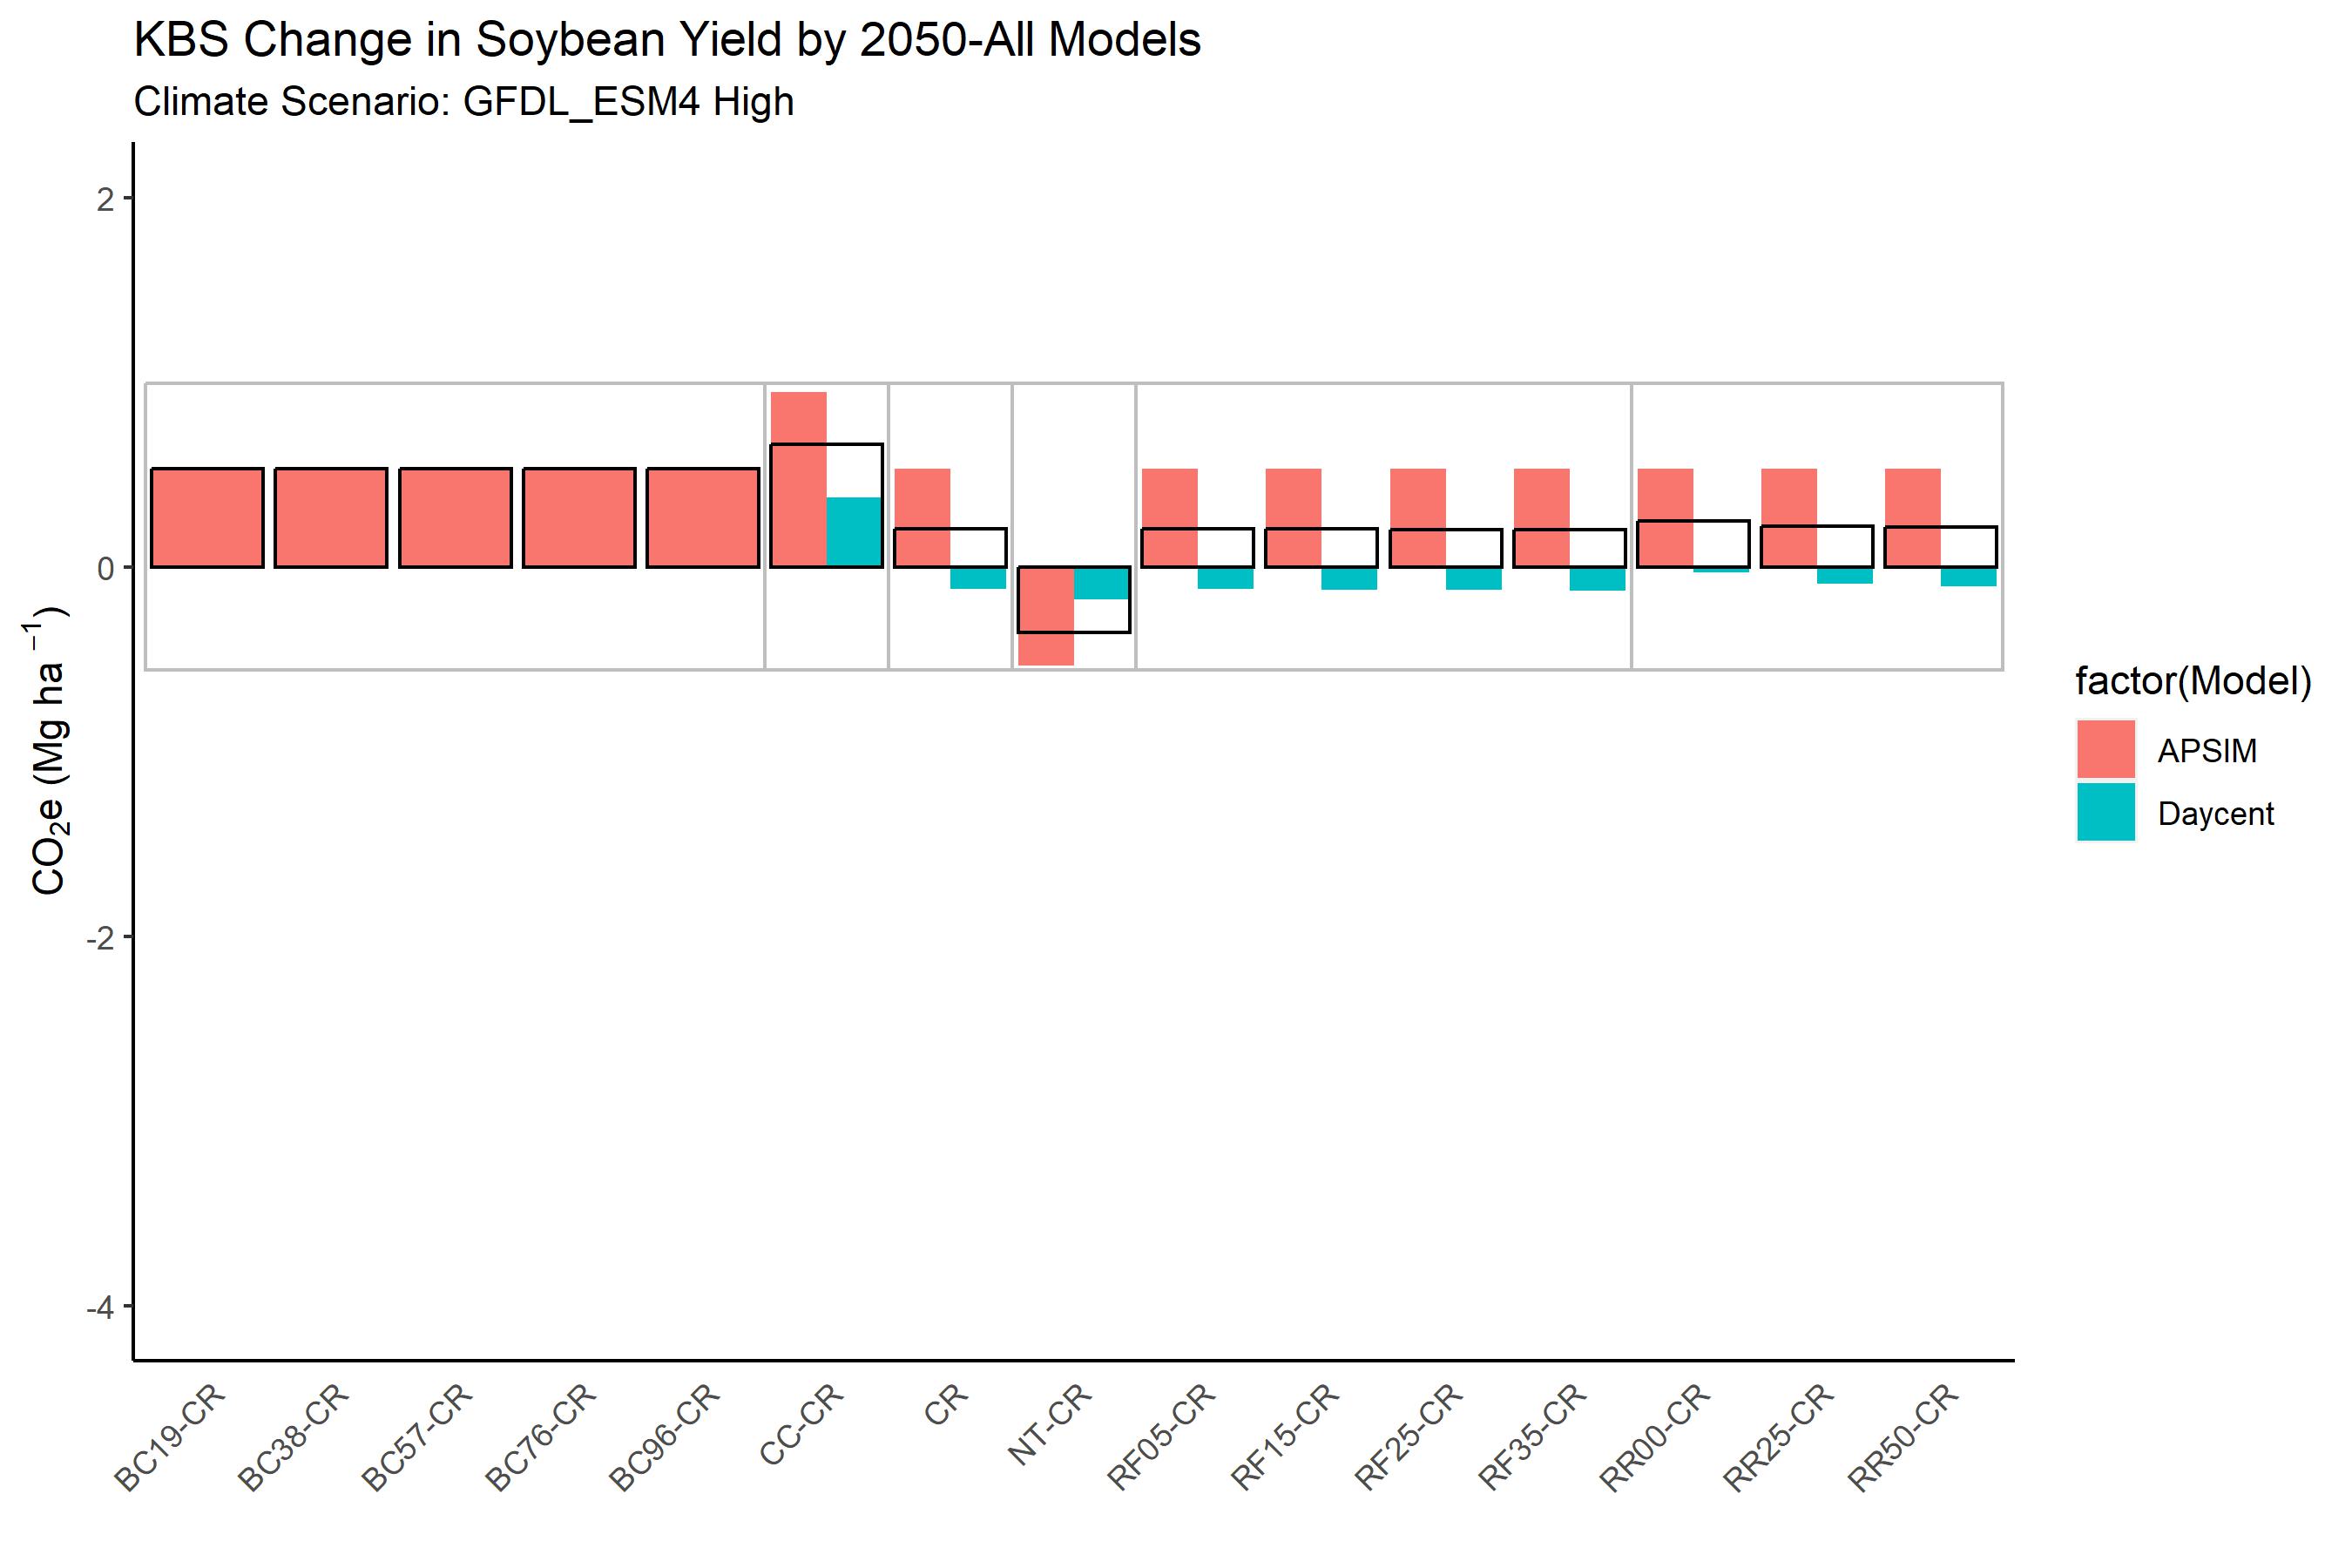 KBS Change in Soybean Yield by 2050-All Models
Climate Scenario: GFDL_ESM4 High
CO₂e (Mg ha ⁻¹)
2
0
-2
-4
BC19-CR
BC38-CR
BC57-CR
BC76-CR
BC96-CR
CC-CR
CR
NT-CR
RF05-CR
RF15-CR
RF25-CR
RF35-CR
RR00-CR
RR25-CR
RR50-CR
factor(Model)
APSIM
Daycent